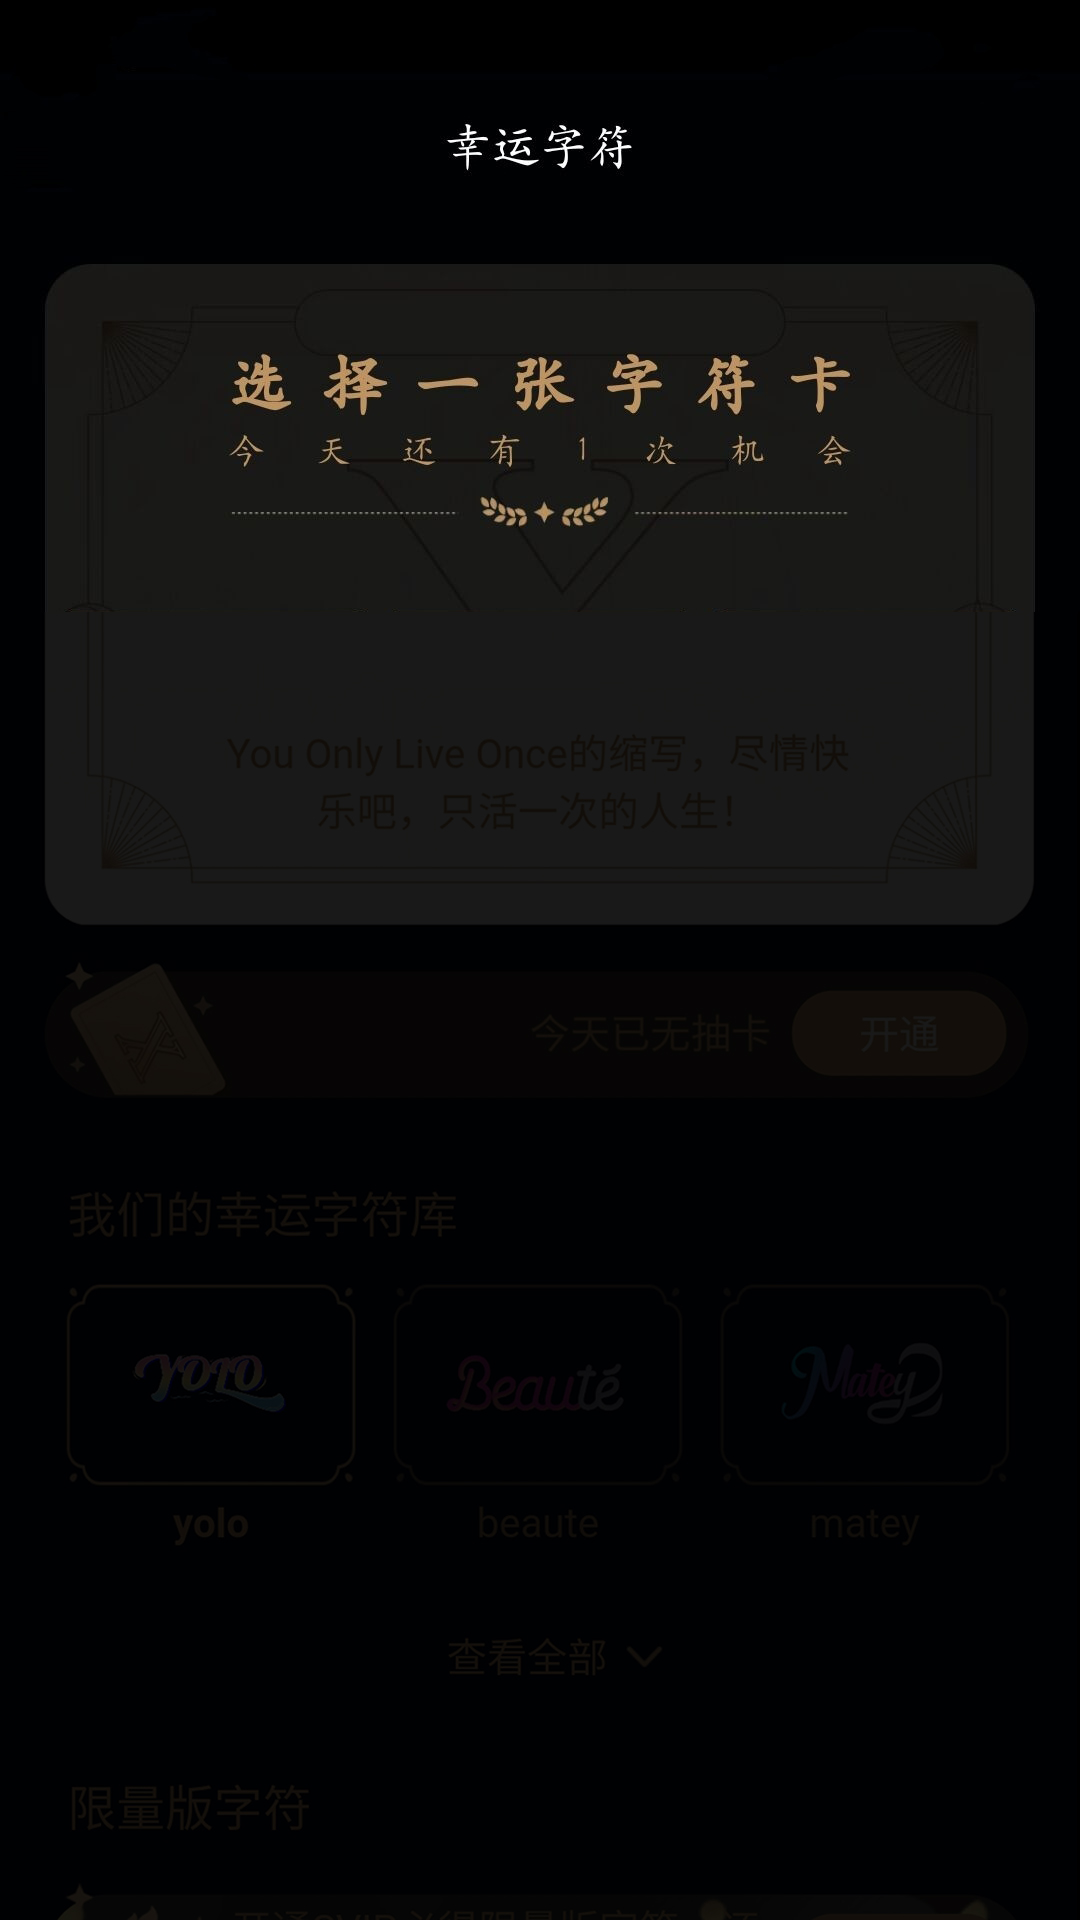 幸运字符
选择一张字符卡
今天还有1次机会
You Only Live Once的缩写，尽情快
乐吧，只活一次的人生！
今天已无抽卡
开通
我们的幸运字符库
YOLO
Beauté
Matey
yolo
beaute
matey
查看全部
限量版字符